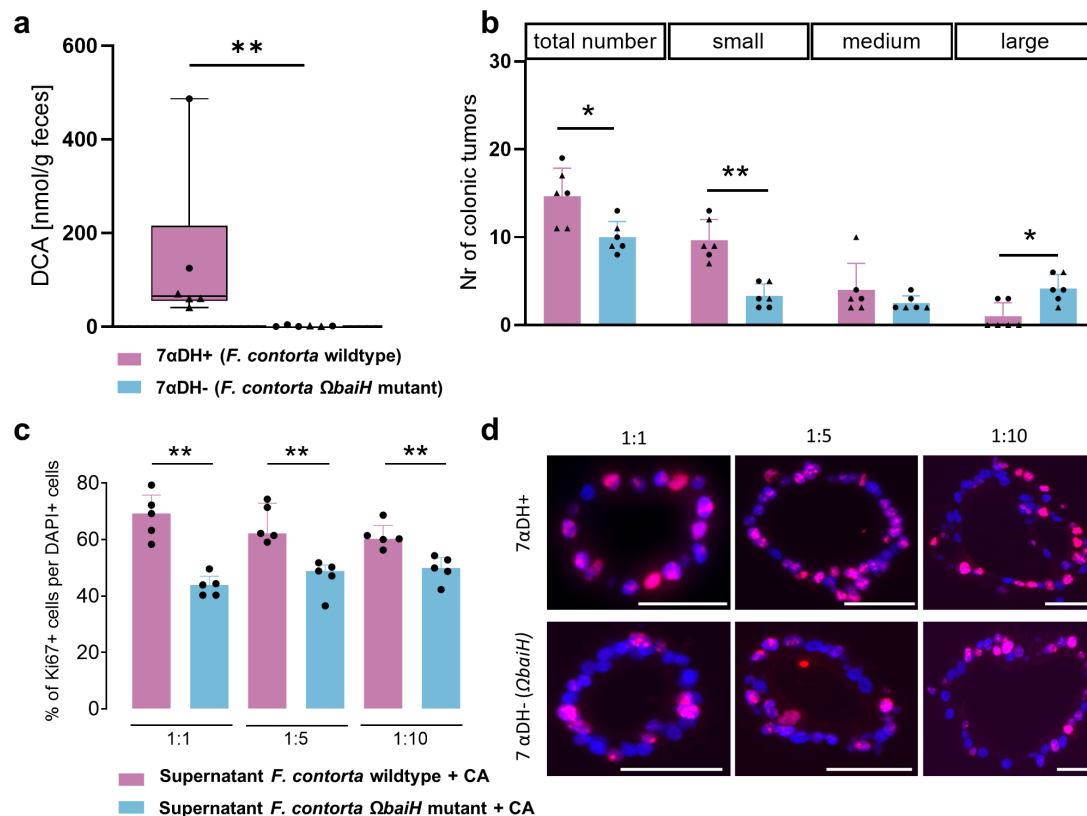 a
DCA [nmol/g feces]
600
400
200
0
**
7αDH+ (F. contorta wildtype)
7αDH- (F. contorta ΩbaiH mutant)
b
total number small medium large
Nr of colonic tumors
30
20
10
0
*
**
*
c
% of Ki67+ cells per DAPI+ cells
80
60
40
20
0
** ** **
1:1 1:5 1:10
Supernatant F. contorta wildtype + CA
Supernatant F. contorta ΩbaiH mutant + CA
d
1:1 1:5 1:10
7αDH+
7 αDH- (ΩbaiH)